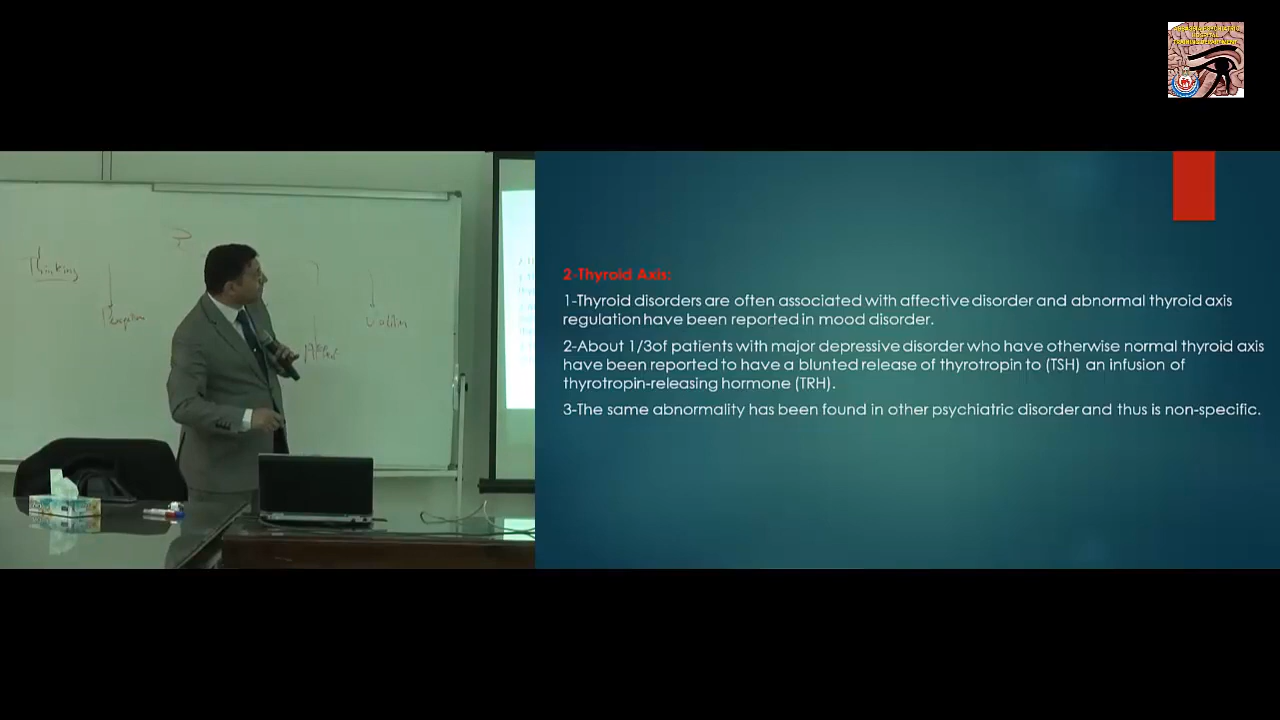 Thinking
2-Thyroid Axis:
1-Thyroid disorders are often associated with affective disorder and abnormal thyroid axis
regulation have been reported in mood disorder.
2-About 1/3of patients with major depressive disorder who have otherwise normal thyroid axis
have been reported to have a blunted release of thyrotropin to (TSH) an infusion of
thyrotropin-releasing hormone (TRH).
3-The same abnormality has been found in other psychiatric disorder and thus is non-specific.